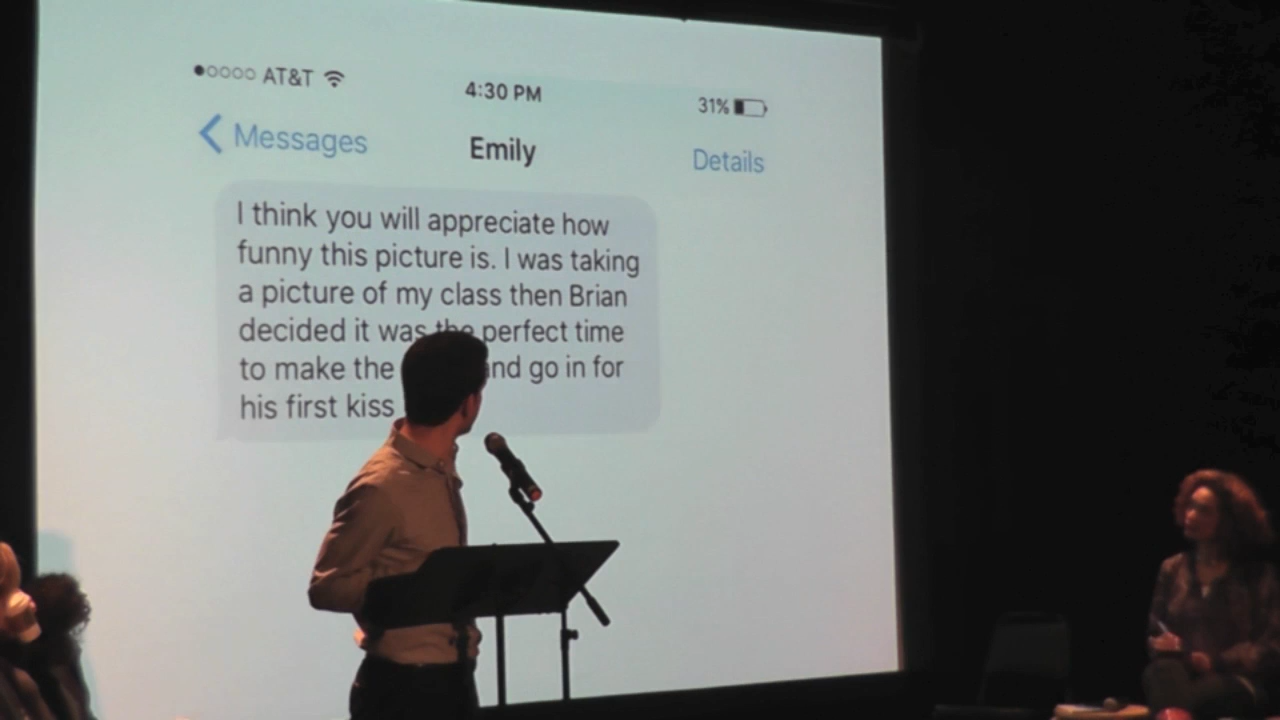 AT&T
4:30 PM
31%
Messages
Emily
Details
I think you will appreciate how
funny this picture is. I was taking
a picture of my class then Brian
decided it was the perfect time
to make the and go in for
his first kiss